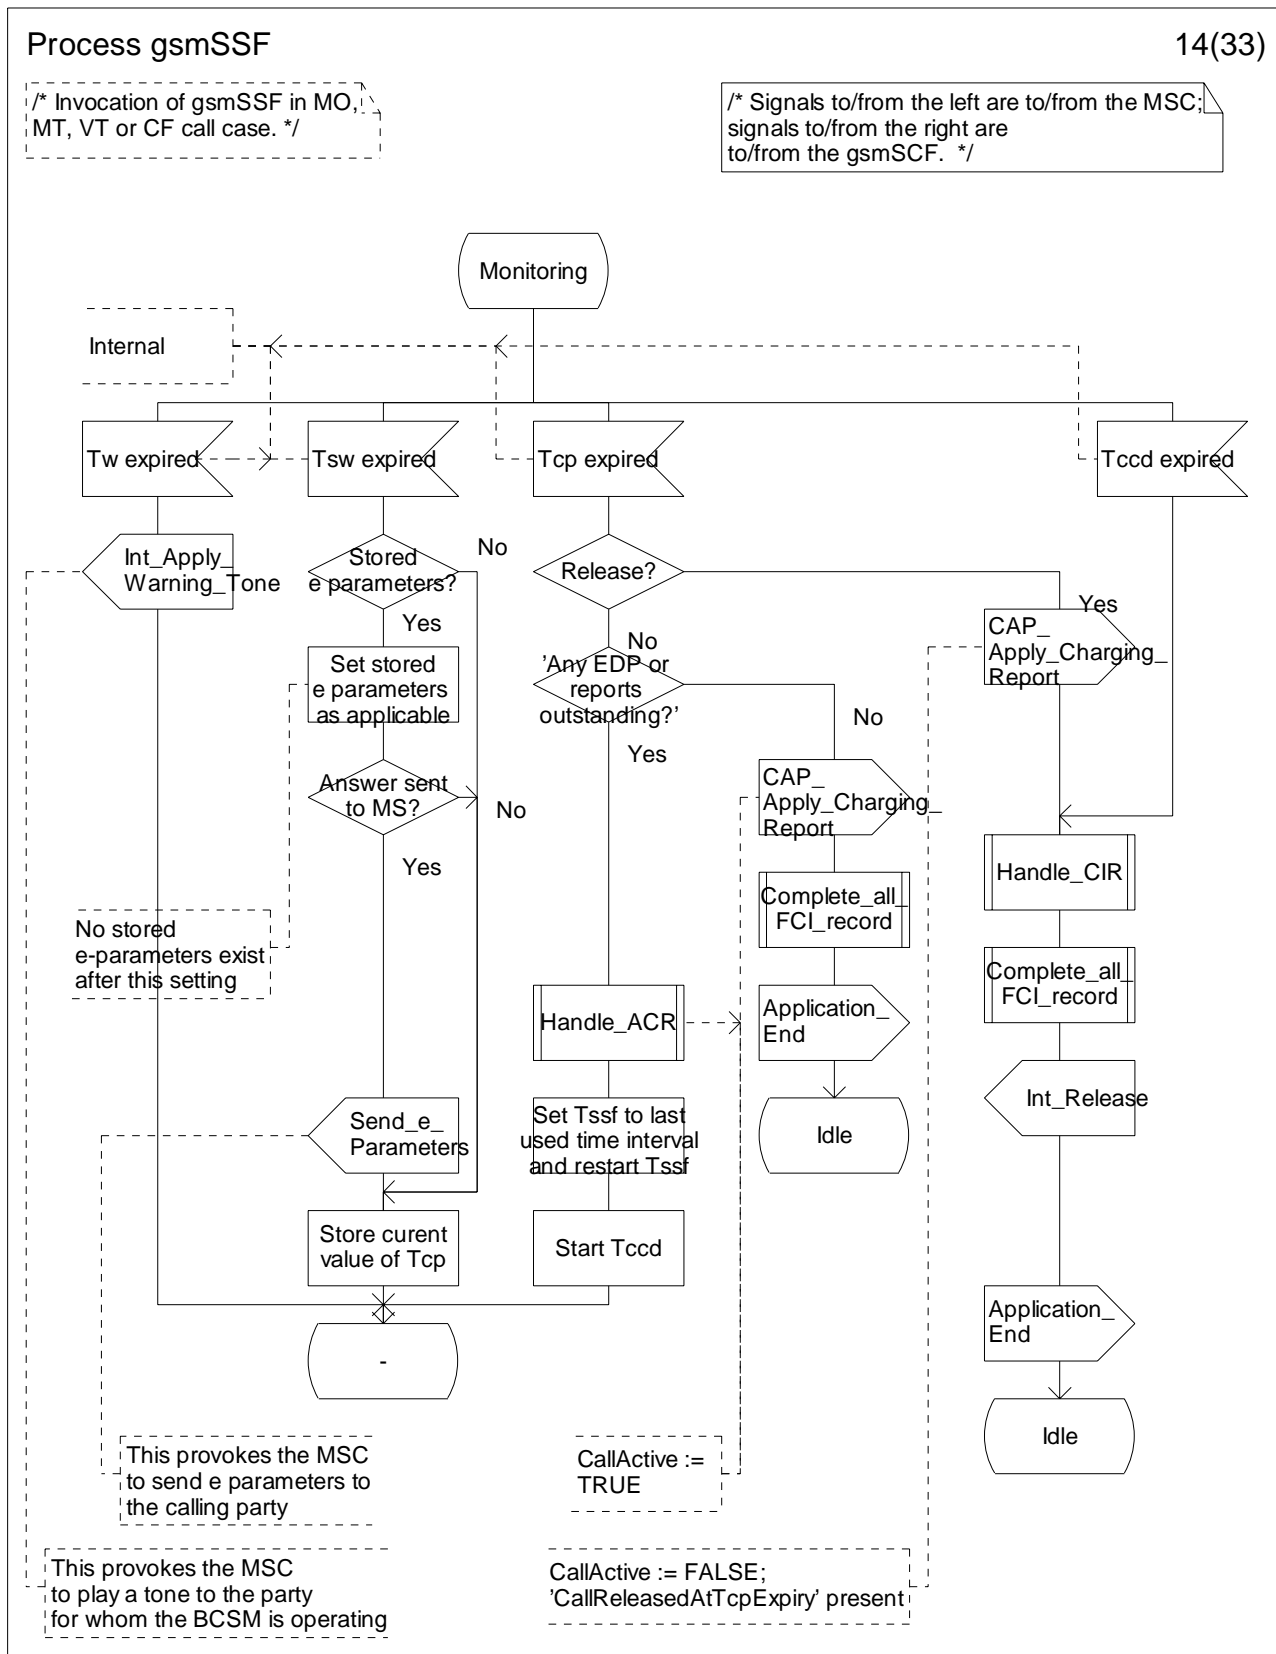 Process gsmSSF
14(33)
/* Invocation of gsmSSF in MO,
MT, VT or CF call case. */
/* Signals to/from the left are to/from the MSC;
signals to/from the right are
to/from the gsmSCF. */
Monitoring
Internal
Tw expired
Tsw expired
Tcp expired
Tccd expired
Int_Apply_
Warning_Tone
Stored
e parameters?
No
Yes
Release?
Yes
No
CAP_
Apply_Charging_
Report
Set stored
e parameters
as applicable
'Any EDP or
reports
outstanding?'
No
Yes
Answer sent
to MS?
No
Yes
CAP_
Apply_Charging_
Report
Handle_CIR
Complete_all_
FCI_record
No stored
e-parameters exist
after this setting
Complete_all_
FCI_record
Handle_ACR
Application_
End
Int_Release
Send_e_
Parameters
Set Tssf to last
used time interval
and restart Tssf
Idle
Store curent
value of Tcp
Start Tccd
Application_
End
-
Idle
This provokes the MSC
to send e parameters to
the calling party
CallActive :=
TRUE
This provokes the MSC
to play a tone to the party
for whom the BCSM is operating
CallActive := FALSE;
'CallReleasedAtTcpExpiry' present